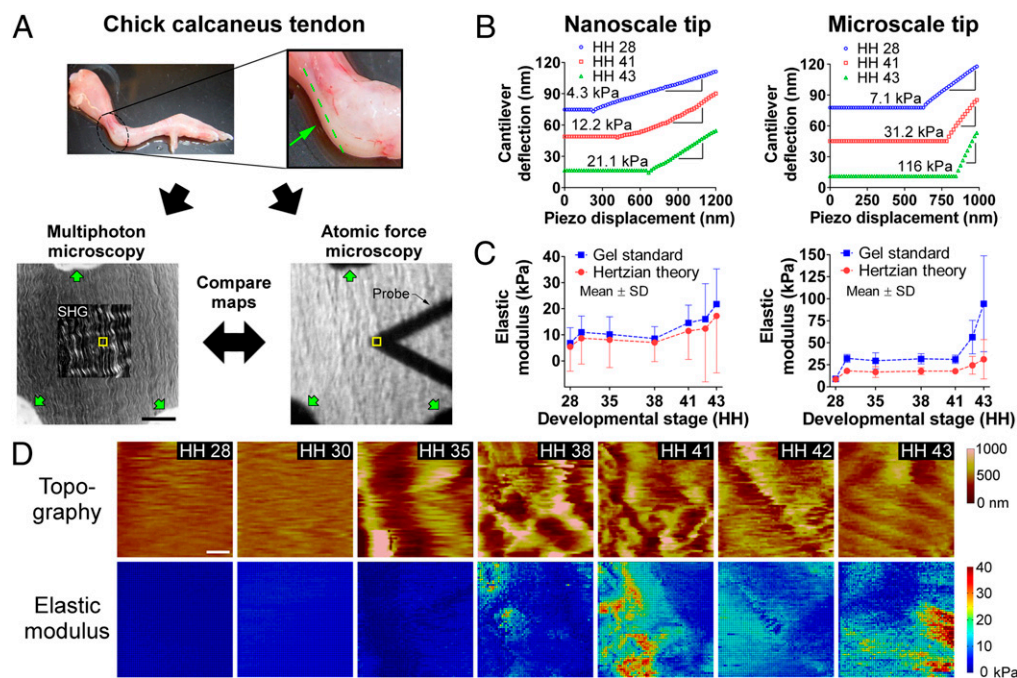 A
Chick calcaneus tendon
Multiphoton
microscopy
SHG
Compare
maps
Atomic force
microscopy
Probe
B
Nanoscale tip
HH 28
HH 41
HH 43
Cantilever
deflection (nm)
120
90
60
30
0
4.3 kPa
12.2 kPa
21.1 kPa
0 300 600 900 1200
Piezo displacement (nm)
Microscale tip
HH 28
HH 41
HH 43
Cantilever
deflection (nm)
120
90
60
30
0
7.1 kPa
31.2 kPa
116 kPa
0 250 500 750 1000
Piezo displacement (nm)
C
Gel standard
Hertzian theory
Mean ± SD
Elastic
modulus (kPa)
40
20
10
0
28 35 38 41 43
Developmental stage (HH)
Gel standard
Hertzian theory
Mean ± SD
Elastic
modulus (kPa)
150
125
100
75
50
25
0
28 35 38 41 43
Developmental stage (HH)
D
Topo-
graphy
HH 28
HH 30
HH 35
HH 38
HH 41
HH 42
HH 43
1000
500
0 nm
Elastic
modulus
40
30
20
10
0 kPa